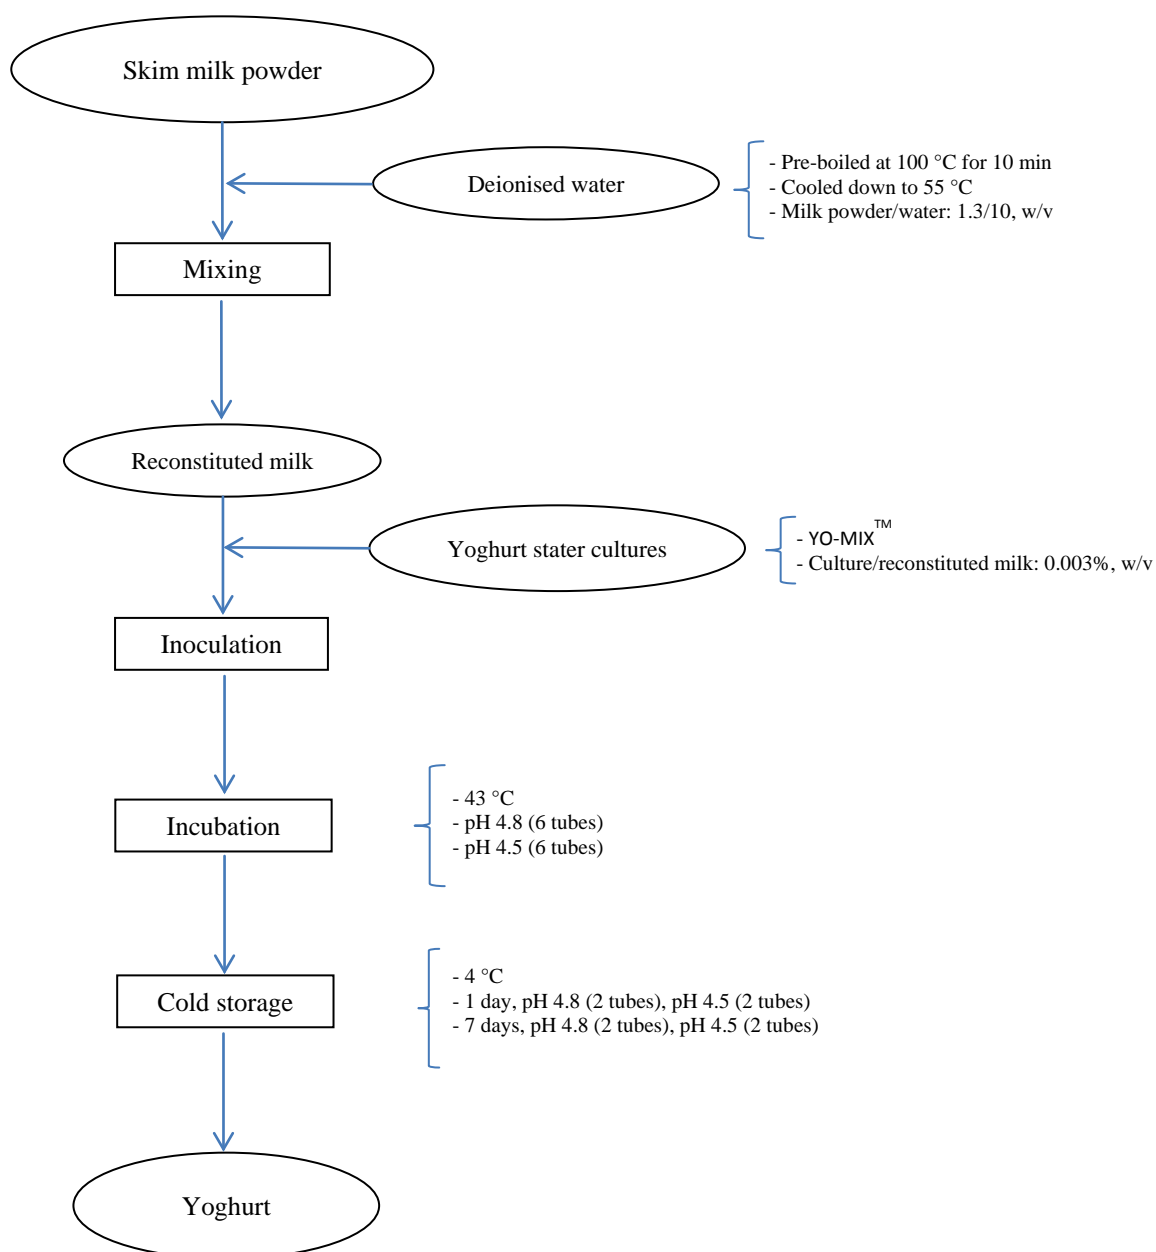 Skim milk powder
Deionised water
- Pre-boiled at 100 °C for 10 min
- Cooled down to 55 °C
- Milk powder/water: 1.3/10, w/v
Mixing
Reconstituted milk
Yoghurt stater cultures
- YO-MIX™
- Culture/reconstituted milk: 0.003%, w/v
Inoculation
Incubation
- 43 °C
- pH 4.8 (6 tubes)
- pH 4.5 (6 tubes)
Cold storage
- 4 °C
- 1 day, pH 4.8 (2 tubes), pH 4.5 (2 tubes)
- 7 days, pH 4.8 (2 tubes), pH 4.5 (2 tubes)
Yoghurt